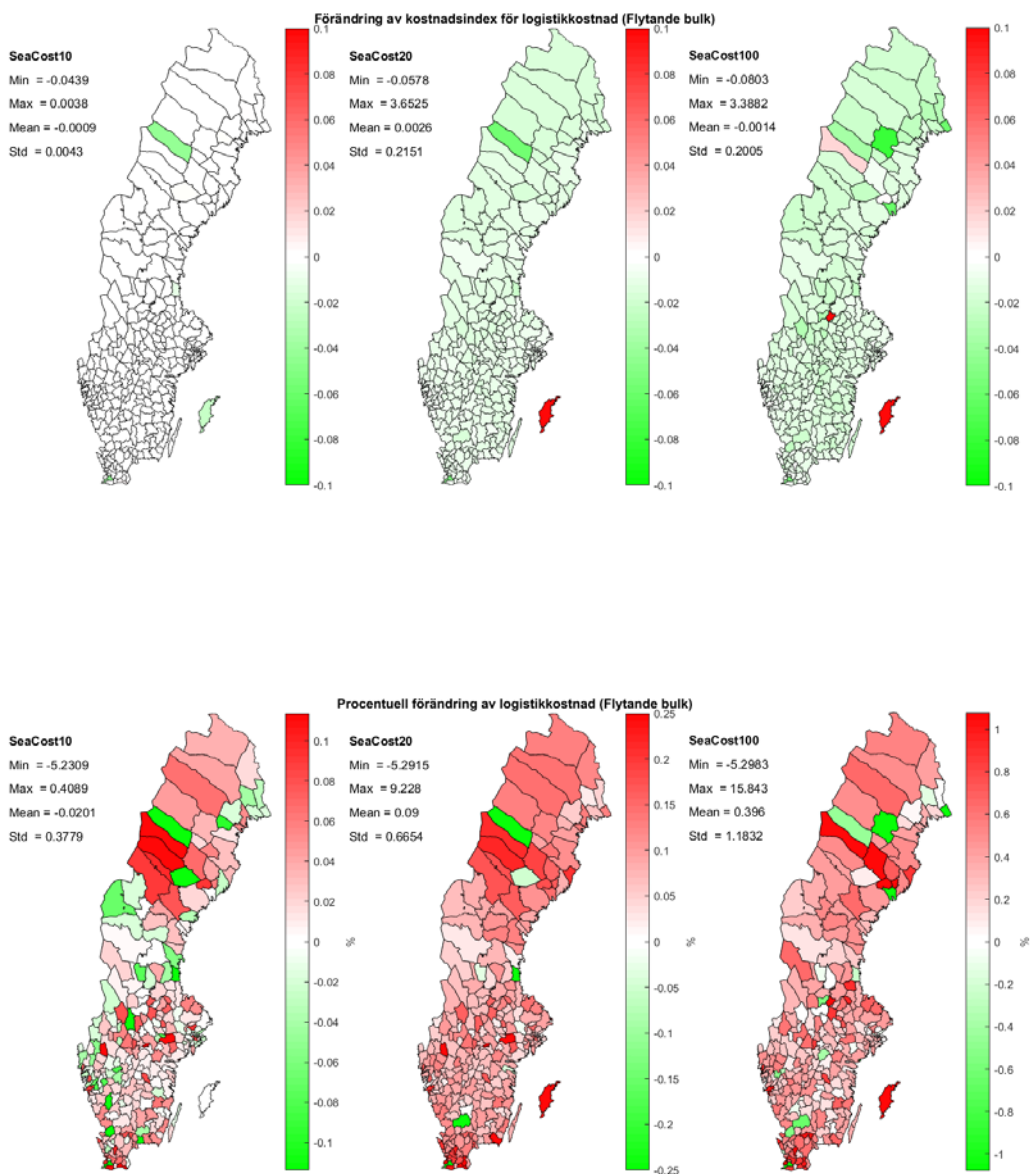 Förändring av kostnadsindex för logistikkostnad (Flytande bulk)
SeaCost10
Min = -0.0439
Max = 0.0038
Mean = -0.0009
Std = 0.0043
0.1
0.08
0.06
0.04
0.02
0
-0.02
-0.04
-0.06
-0.08
-0.1
SeaCost20
Min = -0.0578
Max = 3.6525
Mean = 0.0026
Std = 0.2151
0.1
0.08
0.06
0.04
0.02
0
-0.02
-0.04
-0.06
-0.08
-0.1
SeaCost100
Min = -0.0803
Max = 3.3882
Mean = -0.0014
Std = 0.2005
0.1
0.08
0.06
0.04
0.02
0
-0.02
-0.04
-0.06
-0.08
-0.1
Procentuell förändring av logistikkostnad (Flytande bulk)
SeaCost10
Min = -5.2309
Max = 0.4089
Mean = -0.0201
Std = 0.3779
0.1
0.08
0.06
0.04
0.02
0
-0.02
-0.04
-0.06
-0.08
-0.1
%
SeaCost20
Min = -5.2915
Max = 9.228
Mean = 0.09
Std = 0.6654
0.25
0.2
0.15
0.1
0.05
0
-0.05
-0.1
-0.15
-0.2
-0.25
%
SeaCost100
Min = -5.2983
Max = 15.843
Mean = 0.396
Std = 1.1832
1
0.8
0.6
0.4
0.2
0
-0.2
-0.4
-0.6
-0.8
-1
%